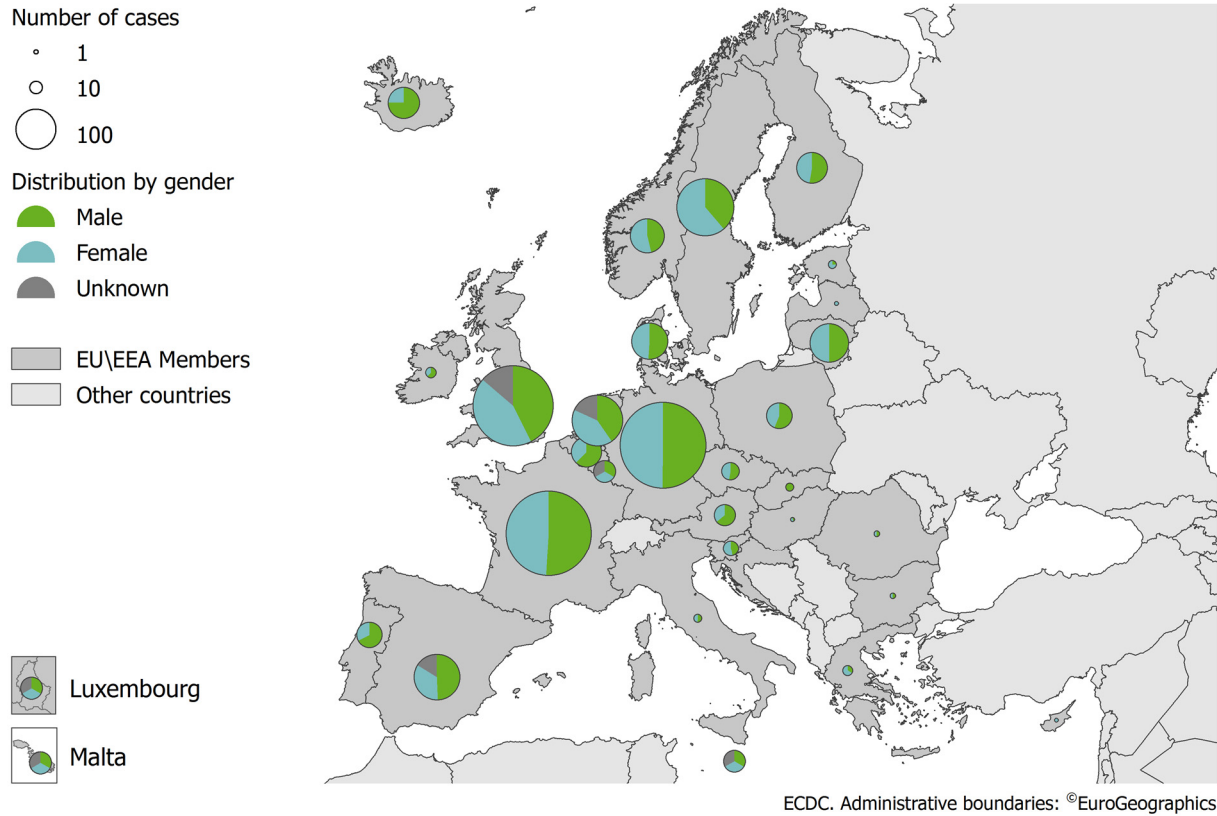 Number of cases
1
10
100
Distribution by gender
Male
Female
Unknown
EU\EEA Members
Other countries
Luxembourg
Malta
ECDC. Administrative boundaries: ©EuroGeographics